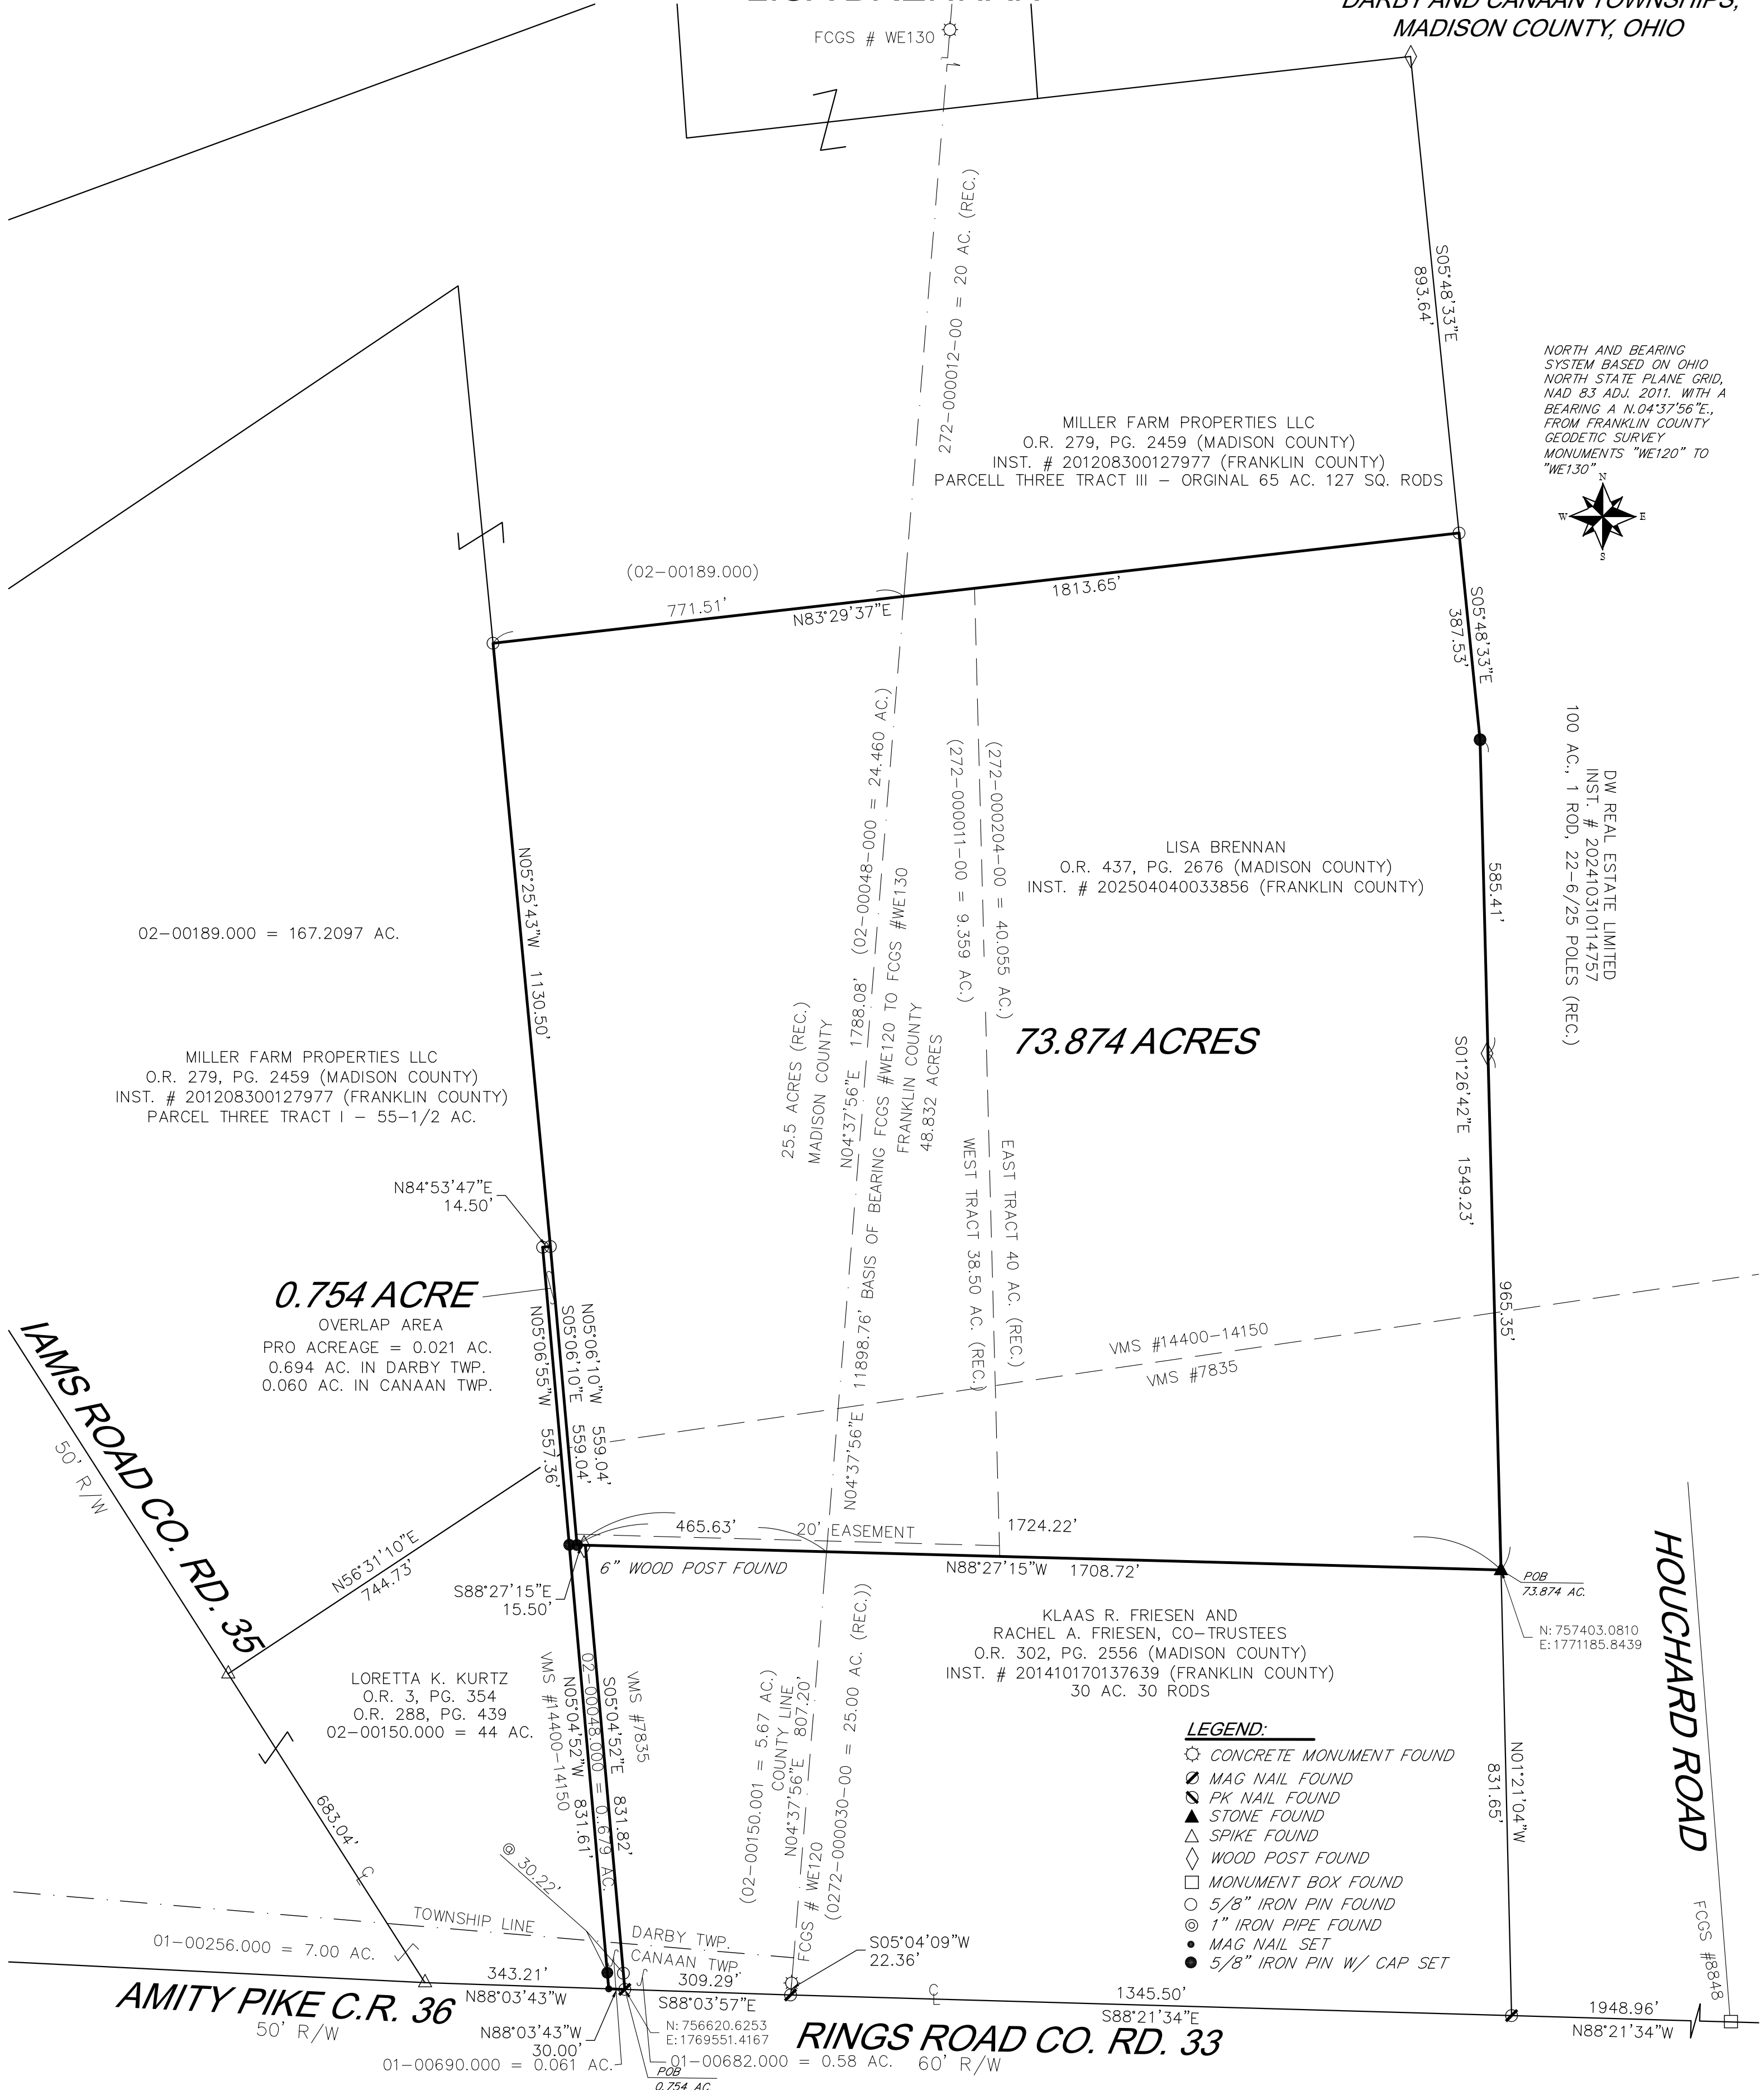 DARBY AND CANAAN TOWNSHIPS,
MADISON COUNTY, OHIO
FCGS # WE130
272-000012-00 = 20 AC. (REC.)
S05°48'33"E
893.64'
NORTH AND BEARING
SYSTEM BASED ON OHIO
NORTH STATE PLANE GRID,
NAD 83 ADJ. 2011. WITH A
BEARING A N.04°37'56"E.,
FROM FRANKLIN COUNTY
GEODETIC SURVEY
MONUMENTS "WE120" TO
"WE130"
N
W E
S
MILLER FARM PROPERTIES LLC
O.R. 279, PG. 2459 (MADISON COUNTY)
INST. # 201208300127977 (FRANKLIN COUNTY)
PARCELL THREE TRACT III – ORGINAL 65 AC. 127 SQ. RODS
(02-00189.000)
771.51'
N83°29'37"E
1813.65'
S05°48'33"E
387.53'
N05°25'43"W 1130.50'
(02-00048-000 = 24.460 AC.)
N04°37'56"E 1788.08'
25.5 ACRES (REC.)
MADISON COUNTY
N04°37'56"E 11898.76' BASIS OF BEARING FCGS #WE120 TO FCGS #WE130
FRANKLIN COUNTY
48.832 ACRES
(272-000011-00 = 9.359 AC.)
(272-000204-00 = 40.055 AC.)
WEST TRACT 38.50 AC. (REC.)
EAST TRACT 40 AC. (REC.)
LISA BRENNAN
O.R. 437, PG. 2676 (MADISON COUNTY)
INST. # 202504040033856 (FRANKLIN COUNTY)
73.874 ACRES
585.41'
DW REAL ESTATE LIMITED
INST. # 202410310114757
100 AC., 1 ROD, 22-6/25 POLES (REC.)
S01°26'42"E 1549.23'
965.35'
02-00189.000 = 167.2097 AC.
MILLER FARM PROPERTIES LLC
O.R. 279, PG. 2459 (MADISON COUNTY)
INST. # 201208300127977 (FRANKLIN COUNTY)
PARCEL THREE TRACT I – 55-1/2 AC.
N84°53'47"E
14.50'
0.754 ACRE
OVERLAP AREA
PRO ACREAGE = 0.021 AC.
0.694 AC. IN DARBY TWP.
0.060 AC. IN CANAAN TWP.
N05°06'55"W 557.36'
S05°06'10"E 559.04'
N05°06'10"W 559.04'
VMS #14400-14150
VMS #7835
IAMS ROAD CO. RD. 35
50' R/W
N56°31'10"E
744.73'
465.63'
20' EASEMENT
1724.22'
6" WOOD POST FOUND
N88°27'15"W 1708.72'
S88°27'15"E
15.50'
POB
73.874 AC.
N: 757403.0810
E: 1771185.8439
HOUCHARD ROAD
KLAAS R. FRIESEN AND
RACHEL A. FRIESEN, CO-TRUSTEES
O.R. 302, PG. 2556 (MADISON COUNTY)
INST. # 201410170137639 (FRANKLIN COUNTY)
30 AC. 30 RODS
LORETTA K. KURTZ
O.R. 3, PG. 354
O.R. 288, PG. 439
02-00150.000 = 44 AC.
VMS #14400-14150
N05°04'52"W 831.61'
02-00048.000 = 0.679 AC.
S05°04'52"E 831.82'
VMS #7835
(02-00150.001 = 5.67 AC.)
COUNTY LINE
N04°37'56"E 807.20'
FCGS # WE120
(0272-000030-00 = 25.00 AC. (REC.))
LEGEND:
CONCRETE MONUMENT FOUND
MAG NAIL FOUND
PK NAIL FOUND
STONE FOUND
SPIKE FOUND
WOOD POST FOUND
MONUMENT BOX FOUND
5/8" IRON PIN FOUND
1" IRON PIPE FOUND
MAG NAIL SET
5/8" IRON PIN W/ CAP SET
N01°21'04"W
831.65'
FCGS #8848
683.04'
CL
@ 30.22'
TOWNSHIP LINE
DARBY TWP.
CANAAN TWP.
01-00256.000 = 7.00 AC.
S05°04'09"W
22.36'
343.21'
N88°03'43"W
309.29'
S88°03'57"E
CL
1345.50'
S88°21'34"E
1948.96'
N88°21'34"W
AMITY PIKE C.R. 36
50' R/W
N88°03'43"W
30.00'
N: 756620.6253
E: 1769551.4167
RINGS ROAD CO. RD. 33
60' R/W
01-00690.000 = 0.061 AC.
01-00682.000 = 0.58 AC.
POB
0.754 AC